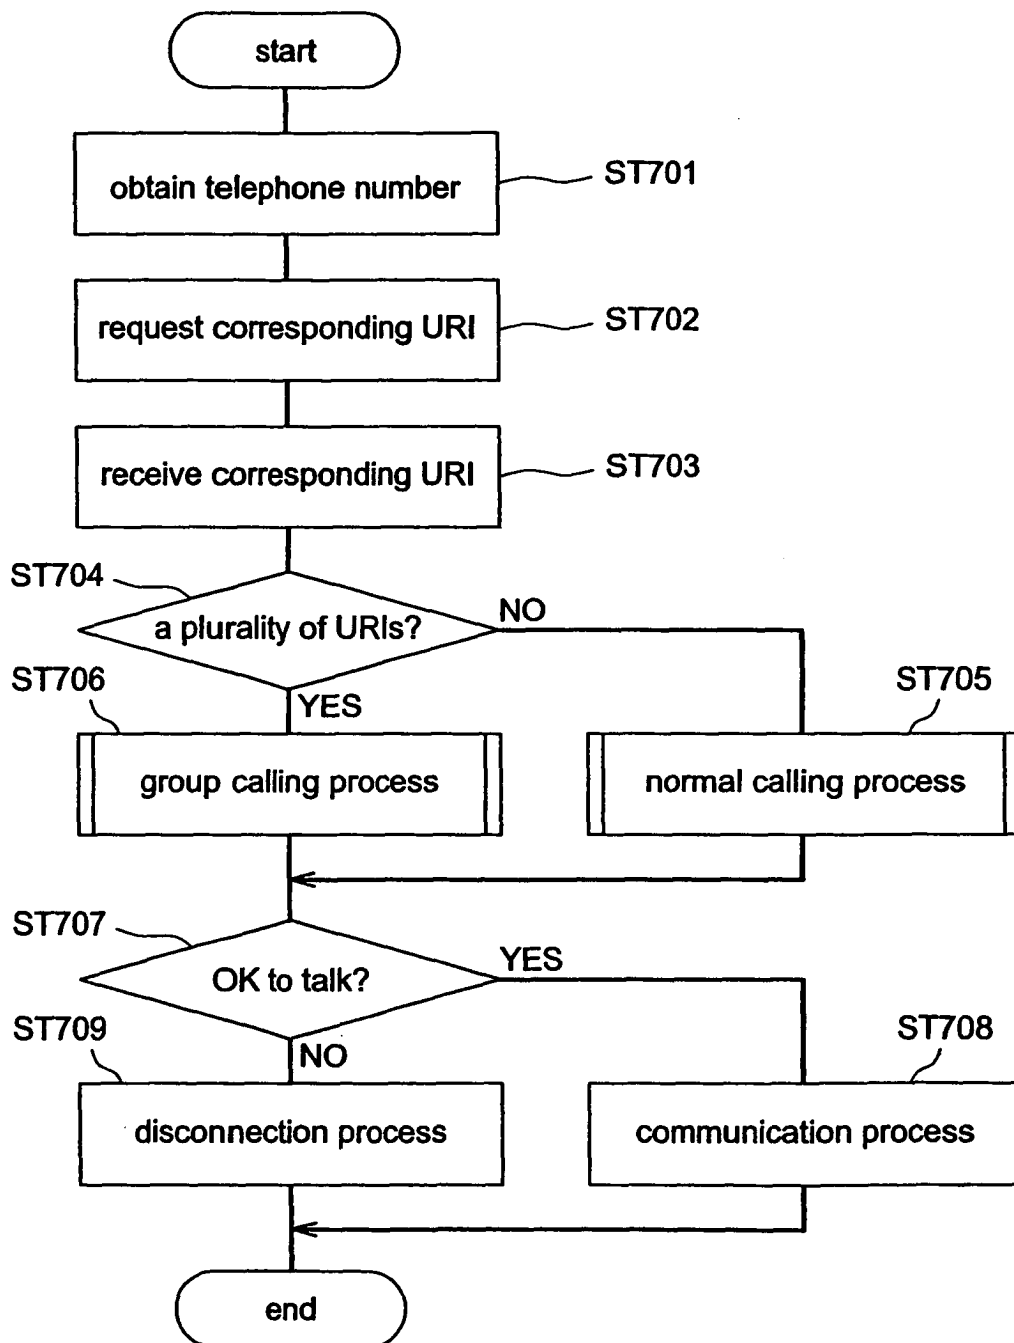 start
obtain telephone number
ST701
request corresponding URI
ST702
receive corresponding URI
ST703
ST704
a plurality of URIs?
NO
ST706
YES
ST705
group calling process
normal calling process
ST707
OK to talk?
YES
ST709
NO
ST708
disconnection process
communication process
end